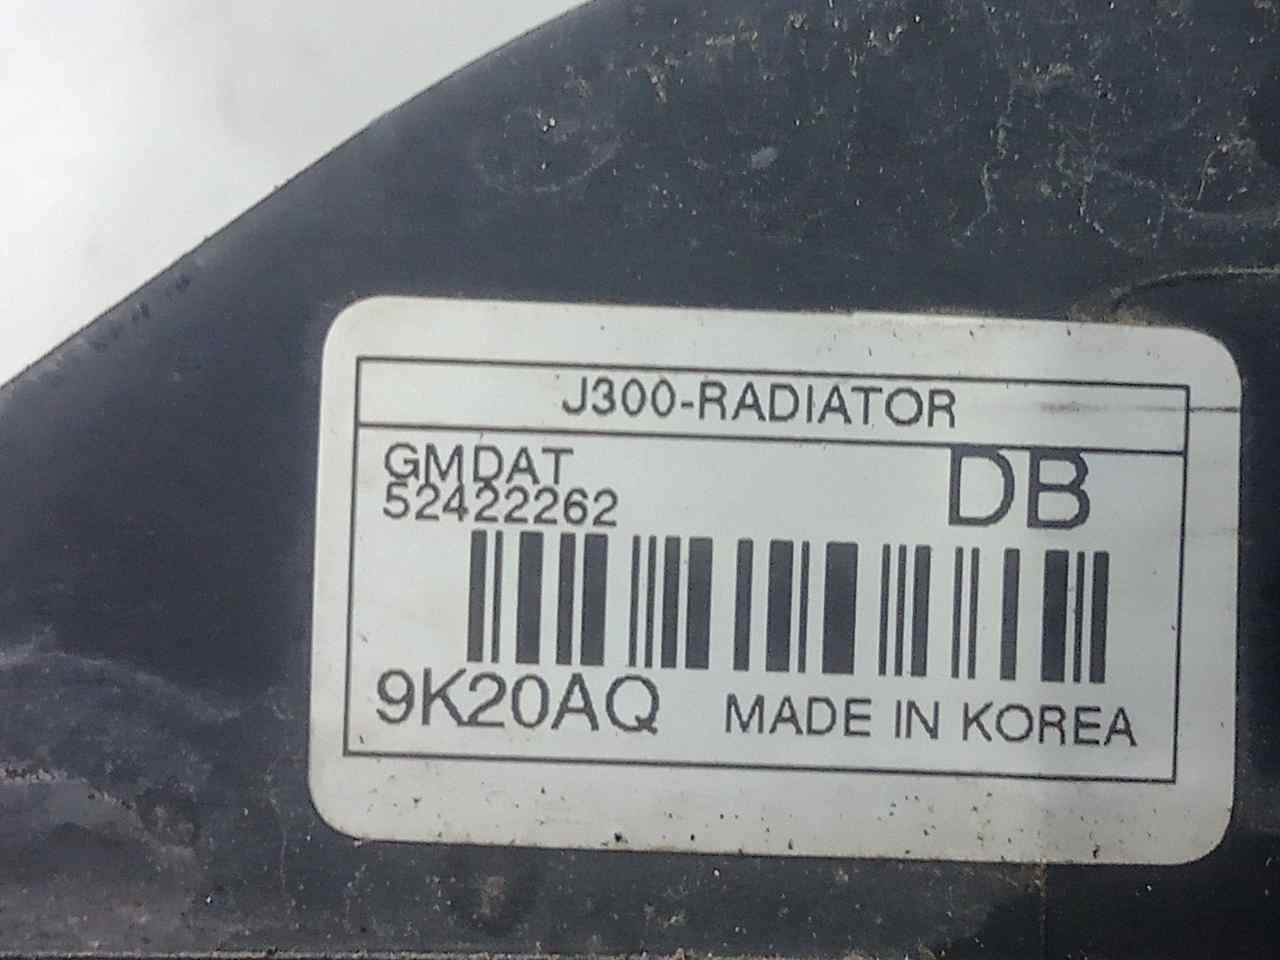 J300-RADIATOR
GMDAT
DB
52422262
9K20AQ MADE IN KOREA